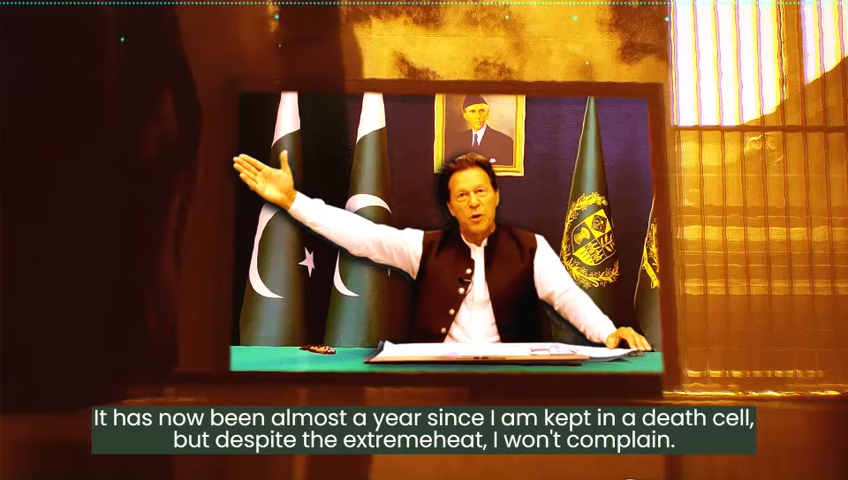 It has now been almost a year since I am kept in a death cell,
but despite the extremeheat, I won't complain.